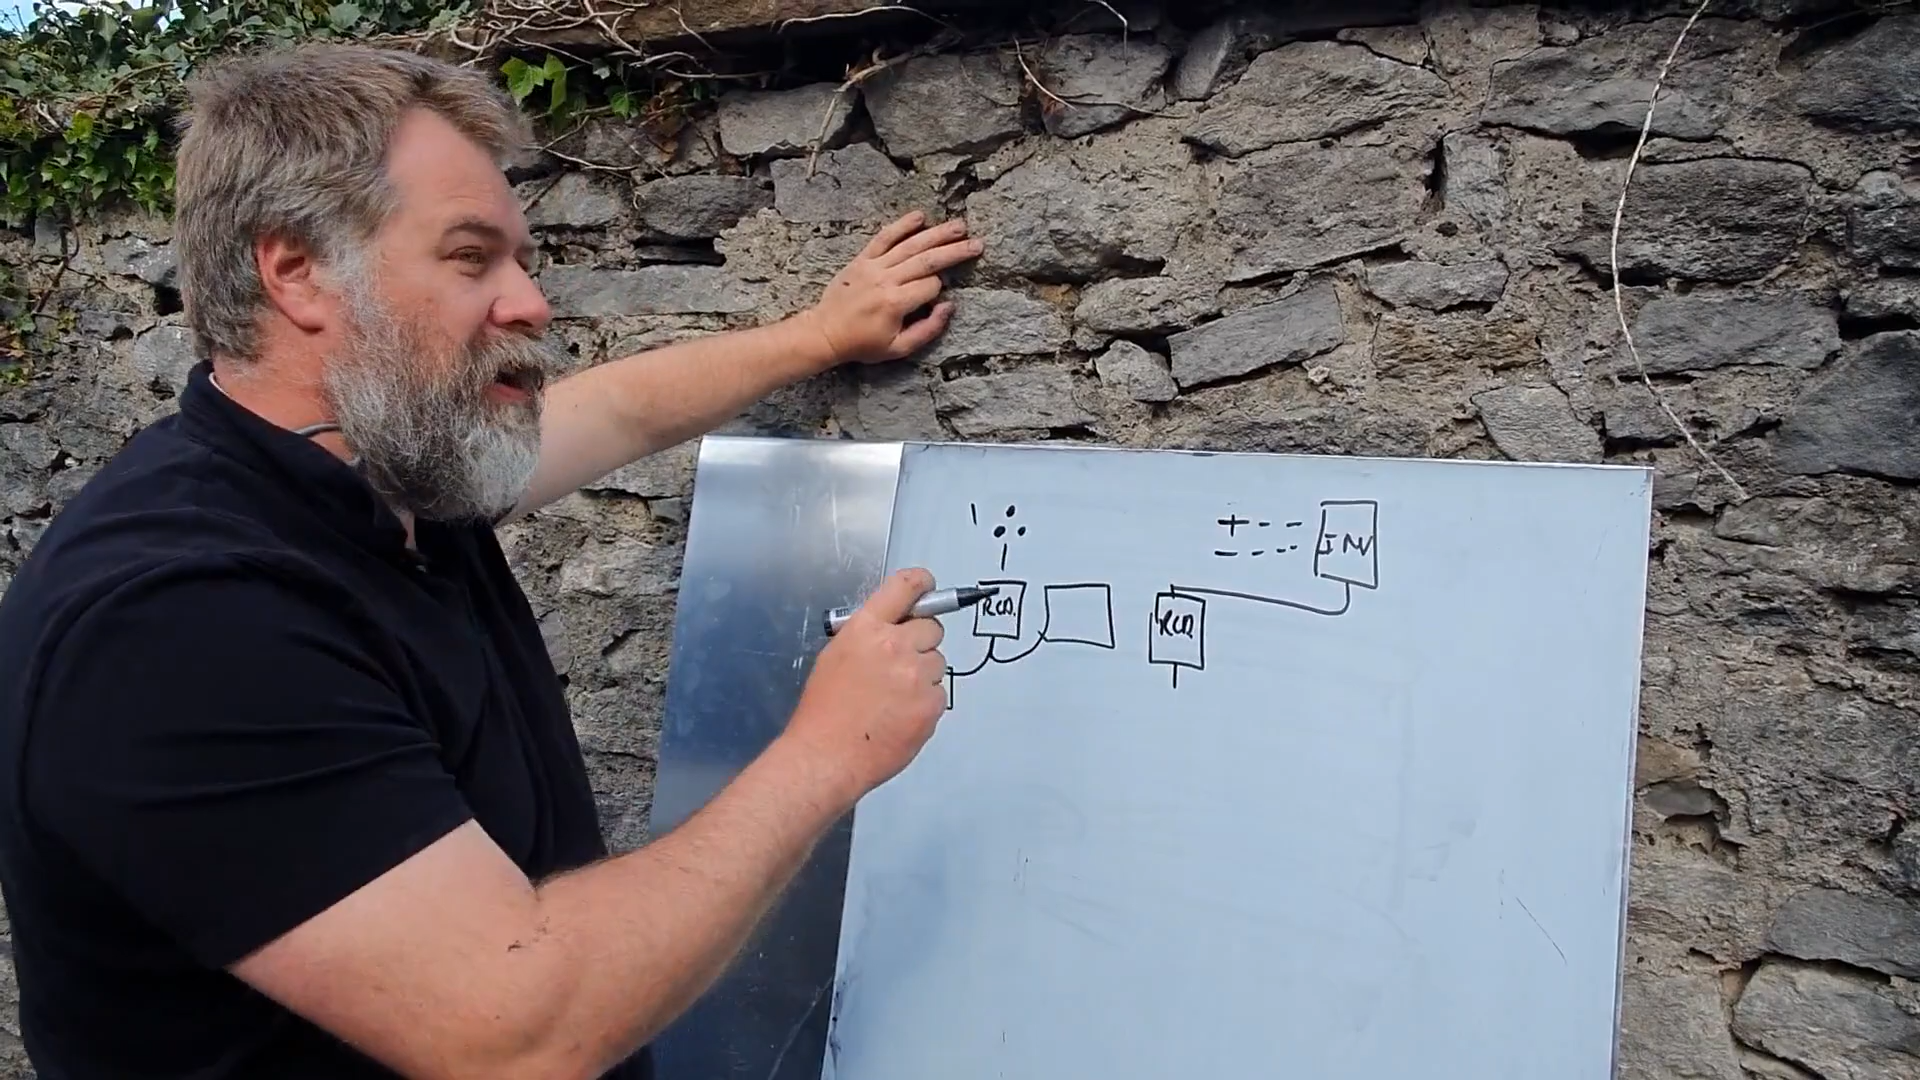 + - -
- - - -
INV
RCD.
RCD